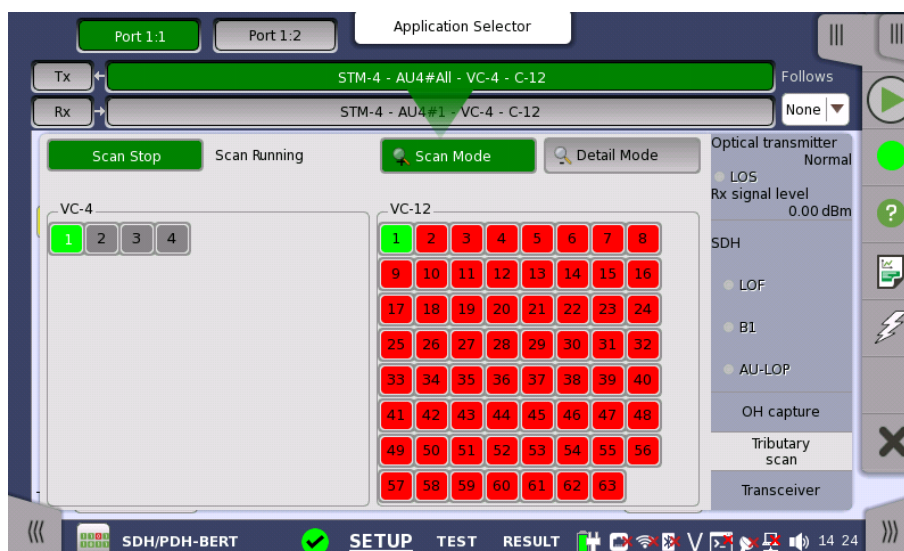 Port 1:1 Port 1:2 Application Selector
Tx STM-4 - AU4#All - VC-4 - C-12 Follows
Rx STM-4 - AU4#1 - VC-4 - C-12 None
Scan Stop Scan Running Scan Mode Detail Mode
VC-4
1 2 3 4
VC-12
1 2 3 4 5 6 7 8
9 10 11 12 13 14 15 16
17 18 19 20 21 22 23 24
25 26 27 28 29 30 31 32
33 34 35 36 37 38 39 40
41 42 43 44 45 46 47 48
49 50 51 52 53 54 55 56
57 58 59 60 61 62 63
Optical transmitter
Normal
LOS
Rx signal level
0.00 dBm
SDH
LOF
B1
AU-LOP
OH capture
Tributary
scan
Transceiver
SDH/PDH-BERT SETUP TEST RESULT V 14 24